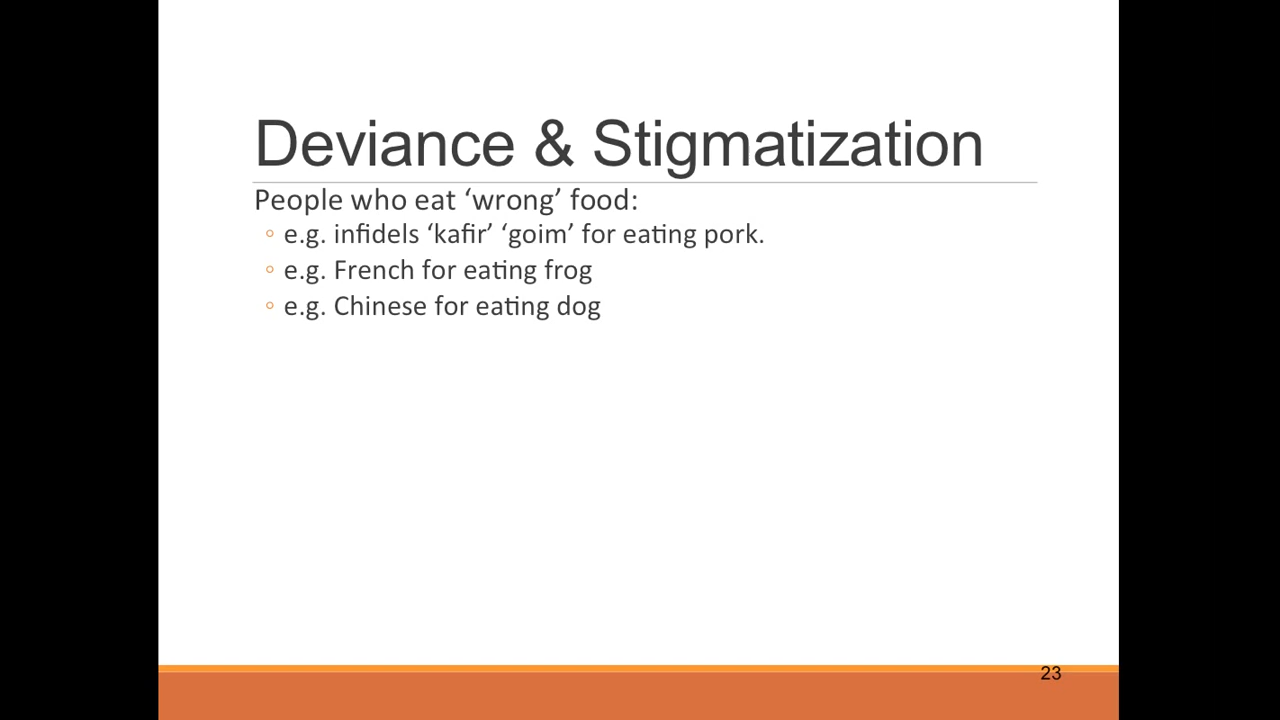 Deviance & Stigmatization
People who eat ‘wrong’ food:
◦ e.g. infidels ‘kafir’ ‘goim’ for eating pork.
◦ e.g. French for eating frog
◦ e.g. Chinese for eating dog
23